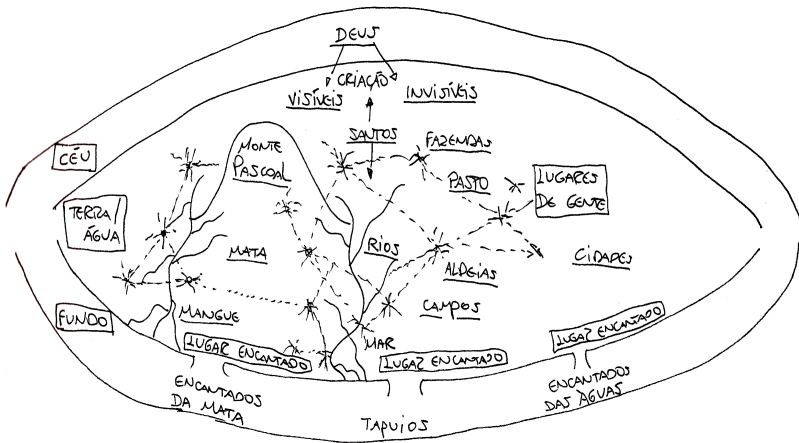 DEUS
CRIAÇÃO
VISÍVEIS
INVISÍVEIS
SANTOS
FAZENDAS
CÉU
MONTE
PASCOAL
PASTO
LUGARES
DE GENTE
TERRA/
ÁGUA
MATA
RIOS
ALDEIAS
CIDADES
FUNDO
MANGUE
CAMPOS
MAR
LUGAR ENCANTADO
LUGAR ENCANTADO
LUGAR ENCANTADO
ENCANTADOS
DA MATA
TAPUIOS
ENCANTADOS
DAS ÁGUAS